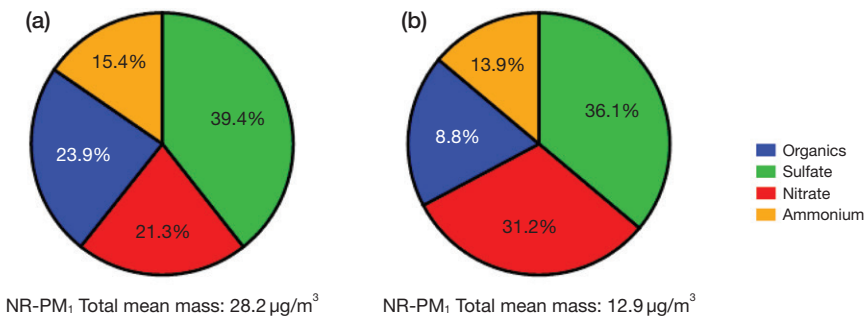 (a)
15.4%
39.4%
23.9%
21.3%
NR-PM₁ Total mean mass: 28.2 µg/m³
(b)
13.9%
36.1%
8.8%
31.2%
NR-PM₁ Total mean mass: 12.9 µg/m³
Organics
Sulfate
Nitrate
Ammonium